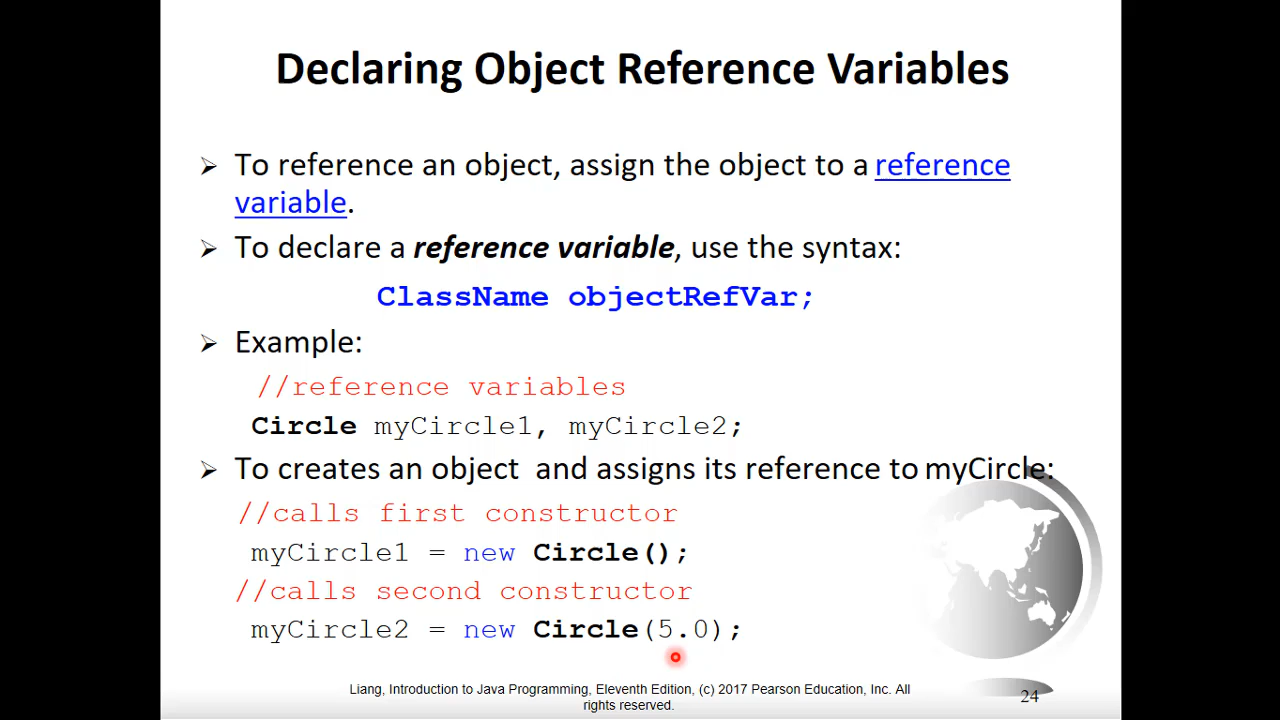 Declaring Object Reference Variables
To reference an object, assign the object to a reference
variable.
To declare a reference variable, use the syntax:
ClassName objectRefVar;
Example:
//reference variables
Circle myCircle1, myCircle2;
To creates an object and assigns its reference to myCircle:
//calls first constructor
myCircle1 = new Circle();
//calls second constructor
myCircle2 = new Circle(5.0);
Liang, Introduction to Java Programming, Eleventh Edition, (c) 2017 Pearson Education, Inc. All
rights reserved.
24